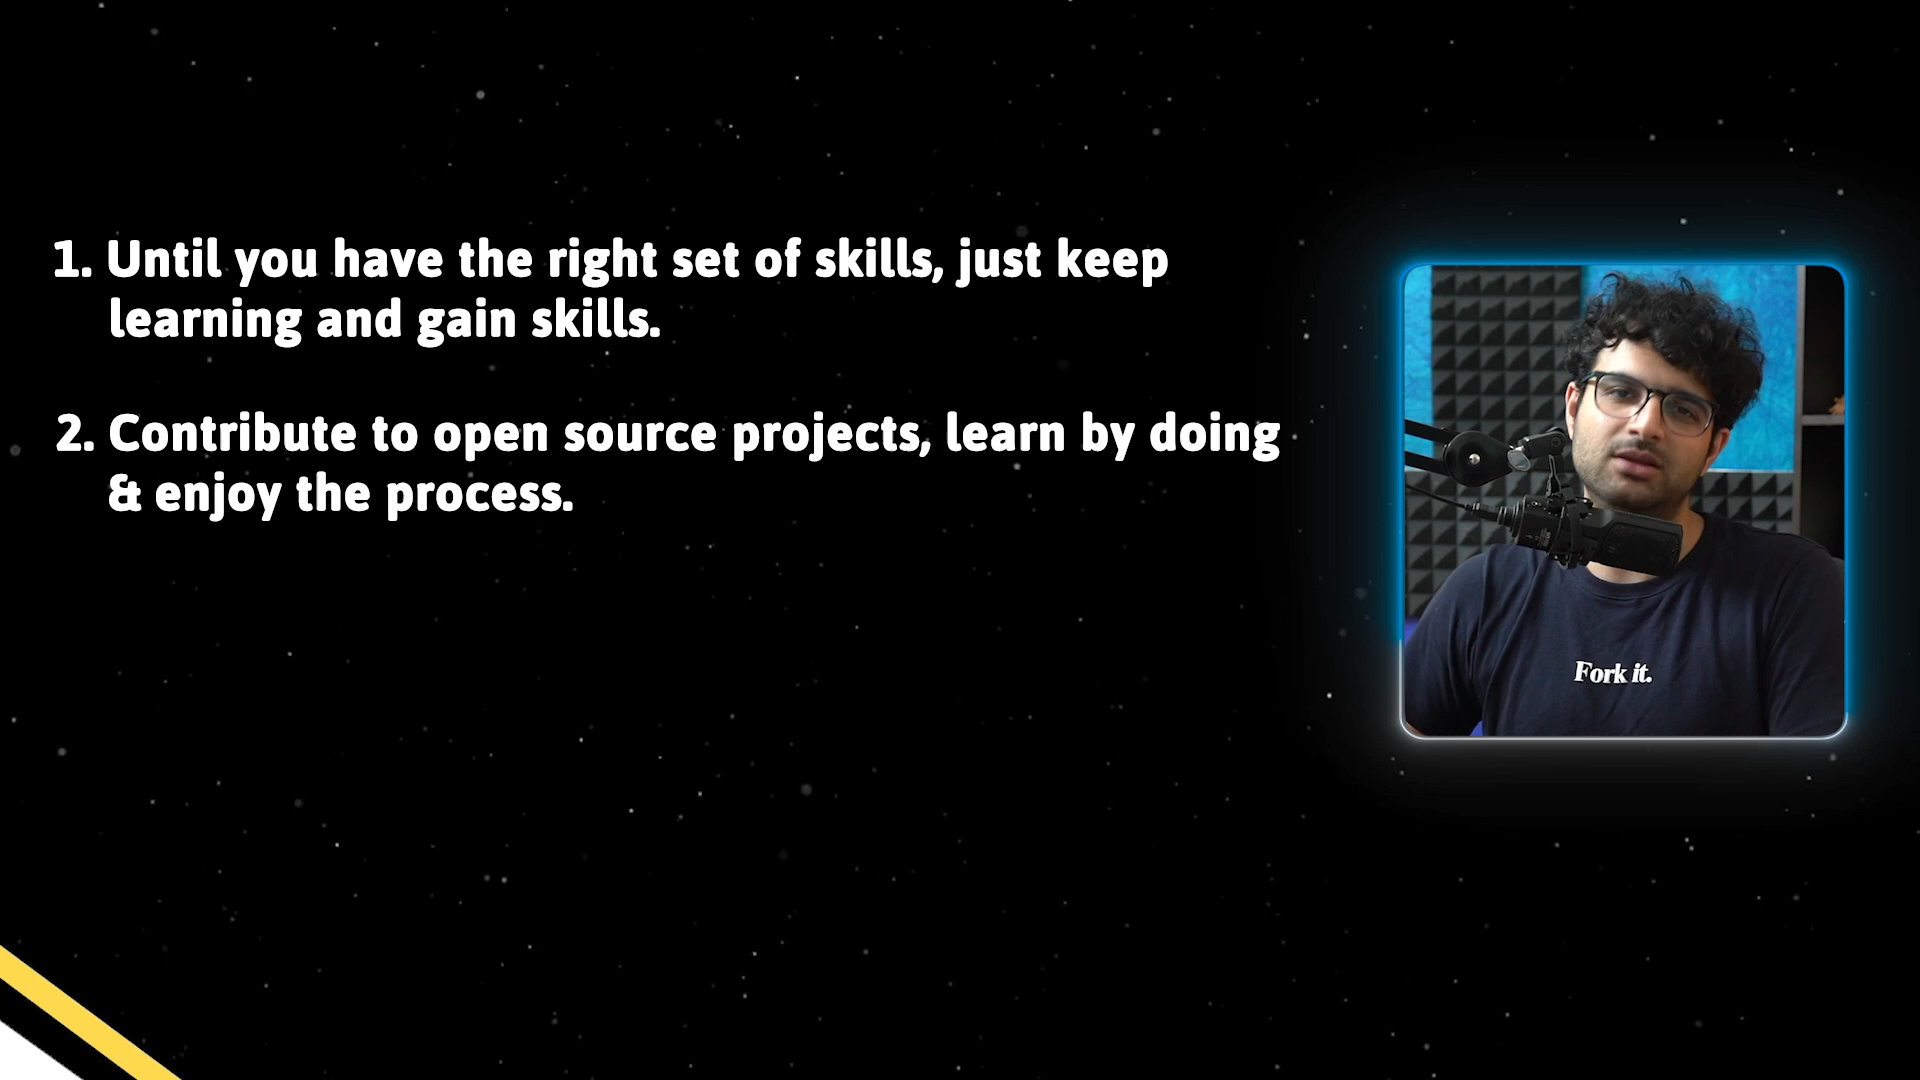 1. Until you have the right set of skills, just keep
learning and gain skills.
2. Contribute to open source projects, learn by doing
& enjoy the process.
Fork it.